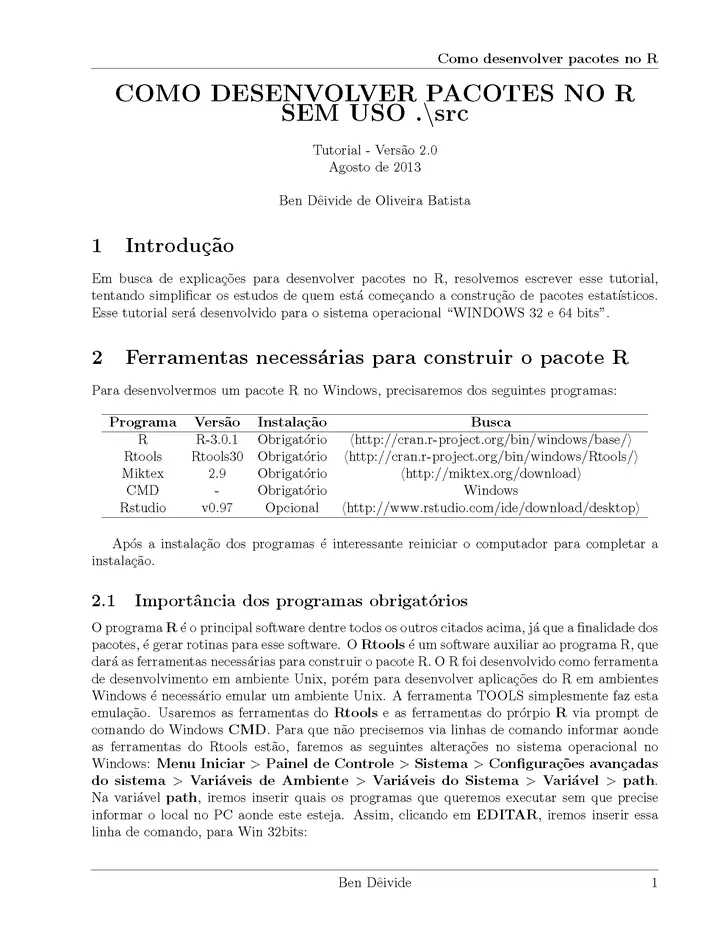 Como desenvolver pacotes no R
COMO DESENVOLVER PACOTES NO R
SEM USO .\src
Tutorial - Versão 2.0
Agosto de 2013
Ben Dêivide de Oliveira Batista
1 Introdução
Em busca de explicações para desenvolver pacotes no R, resolvemos escrever esse tutorial,
tentando simplificar os estudos de quem está começando a construção de pacotes estatísticos.
Esse tutorial será desenvolvido para o sistema operacional “WINDOWS 32 e 64 bits”.
2 Ferramentas necessárias para construir o pacote R
Para desenvolvermos um pacote R no Windows, precisaremos dos seguintes programas:
Programa Versão Instalação Busca
R R-3.0.1 Obrigatório ⟨http://cran.r-project.org/bin/windows/base/⟩
Rtools Rtools30 Obrigatório ⟨http://cran.r-project.org/bin/windows/Rtools/⟩
Miktex 2.9 Obrigatório ⟨http://miktex.org/download⟩
CMD - Obrigatório Windows
Rstudio v0.97 Opcional ⟨http://www.rstudio.com/ide/download/desktop⟩
Após a instalação dos programas é interessante reiniciar o computador para completar a
instalação.
2.1 Importância dos programas obrigatórios
O programa R é o principal software dentre todos os outros citados acima, já que a finalidade dos
pacotes, é gerar rotinas para esse software. O Rtools é um software auxiliar ao programa R, que
dará as ferramentas necessárias para construir o pacote R. O R foi desenvolvido como ferramenta
de desenvolvimento em ambiente Unix, porém para desenvolver aplicações do R em ambientes
Windows é necessário emular um ambiente Unix. A ferramenta TOOLS simplesmente faz esta
emulação. Usaremos as ferramentas do Rtools e as ferramentas do prórpio R via prompt de
comando do Windows CMD. Para que não precisemos via linhas de comando informar aonde
as ferramentas do Rtools estão, faremos as seguintes alterações no sistema operacional no
Windows: Menu Iniciar > Painel de Controle > Sistema > Configurações avançadas
do sistema > Variáveis de Ambiente > Variáveis do Sistema > Variável > path.
Na variável path, iremos inserir quais os programas que queremos executar sem que precise
informar o local no PC aonde este esteja. Assim, clicando em EDITAR, iremos inserir essa
linha de comando, para Win 32bits:
Ben Dêivide 1